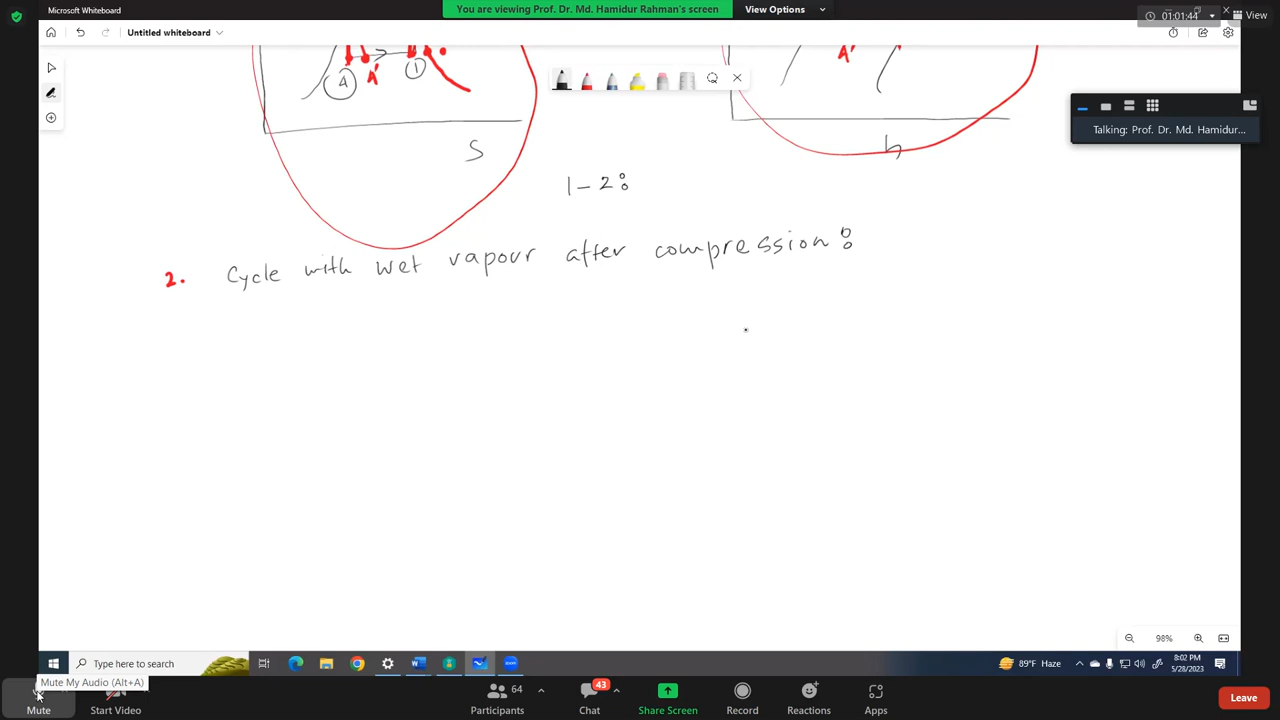 Microsoft Whiteboard
You are viewing Prof. Dr. Md. Hamidur Rahman's screen
View Options
01:01:44
View
Untitled whiteboard
4
A'
1
A'
Talking: Prof. Dr. Md. Hamidur...
S
h
1-2:
2. Cycle with wet vapour after compression:
98%
Type here to search
89°F Haze
8:02 PM
5/28/2023
Mute My Audio (Alt+A)
Mute
Start Video
64
Participants
43
Chat
Share Screen
Record
Reactions
Apps
Leave